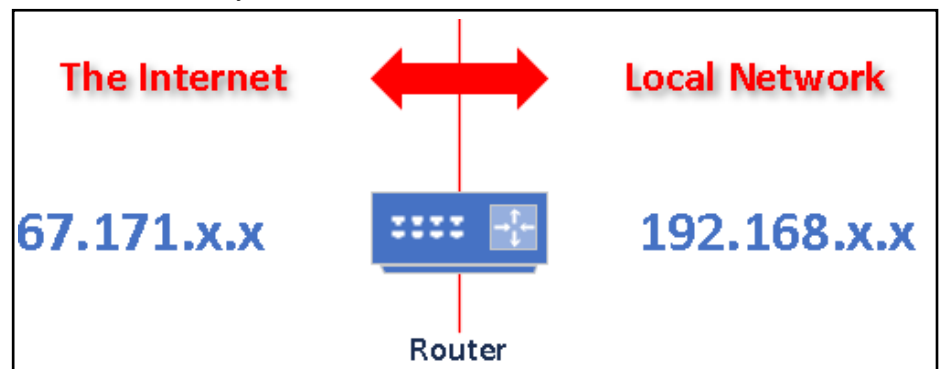 The Internet
Local Network
67.171.x.x
192.168.x.x
Router